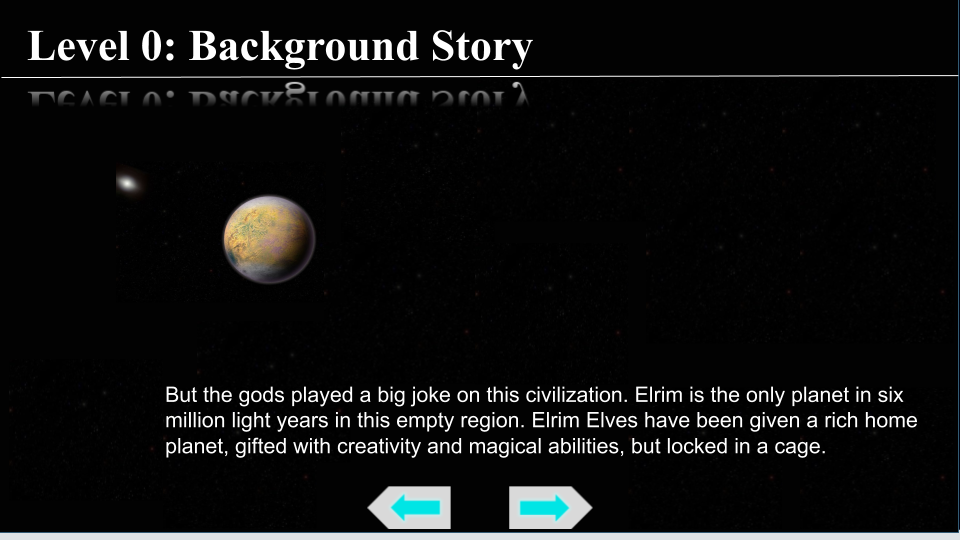 Level 0: Background Story
But the gods played a big joke on this civilization. Elrim is the only planet in six
million light years in this empty region. Elrim Elves have been given a rich home
planet, gifted with creativity and magical abilities, but locked in a cage.